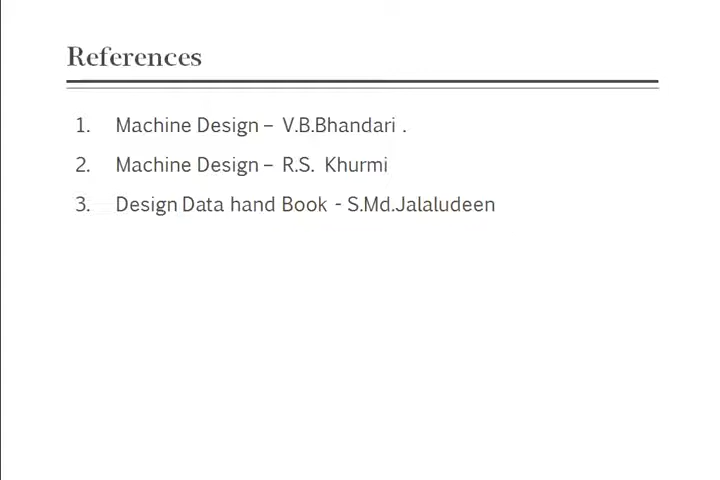 References
1. Machine Design – V.B.Bhandari .
2. Machine Design – R.S. Khurmi
3. Design Data hand Book - S.Md.Jalaludeen